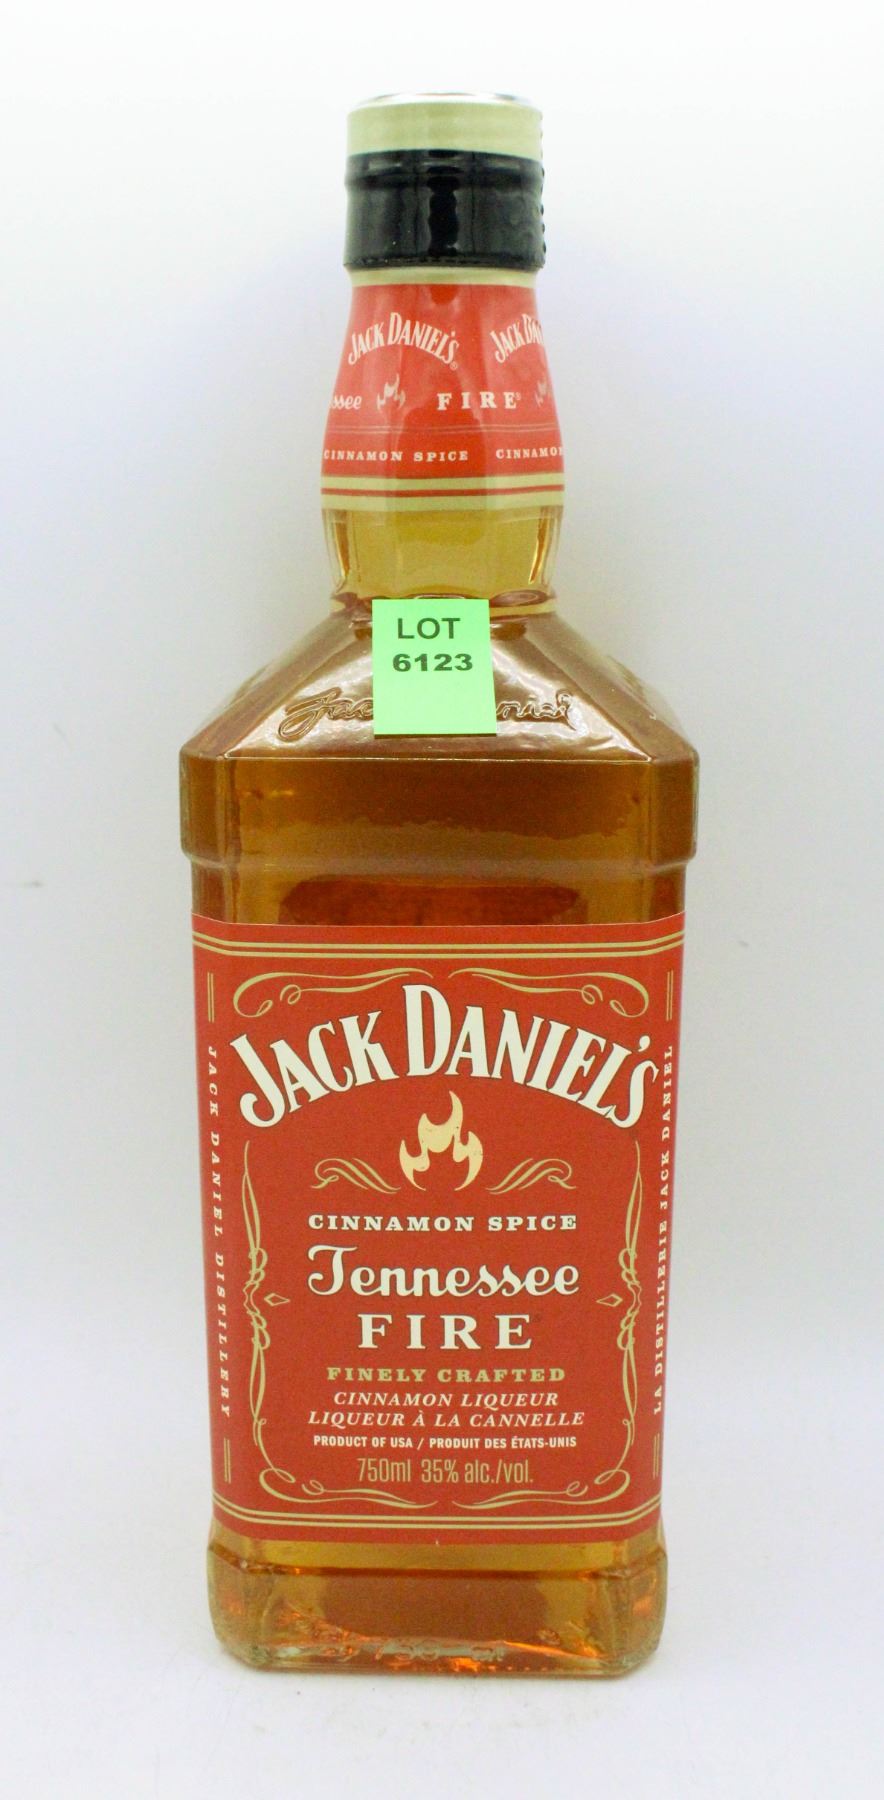 JACK DANIEL'S®
JACK
FIRE®
CINNAMON SPICE
CINNAMON
LOT
6123
JACK DANIEL'S
CINNAMON SPICE
Tennessee
FIRE
FINELY CRAFTED
CINNAMON LIQUEUR
LIQUEUR À LA CANNELLE
PRODUCT OF USA / PRODUIT DES ÉTATS-UNIS
750ml 35% alc./vol.
JACK DANIEL DISTILLERY
LA DISTILLERIE JACK DANIEL